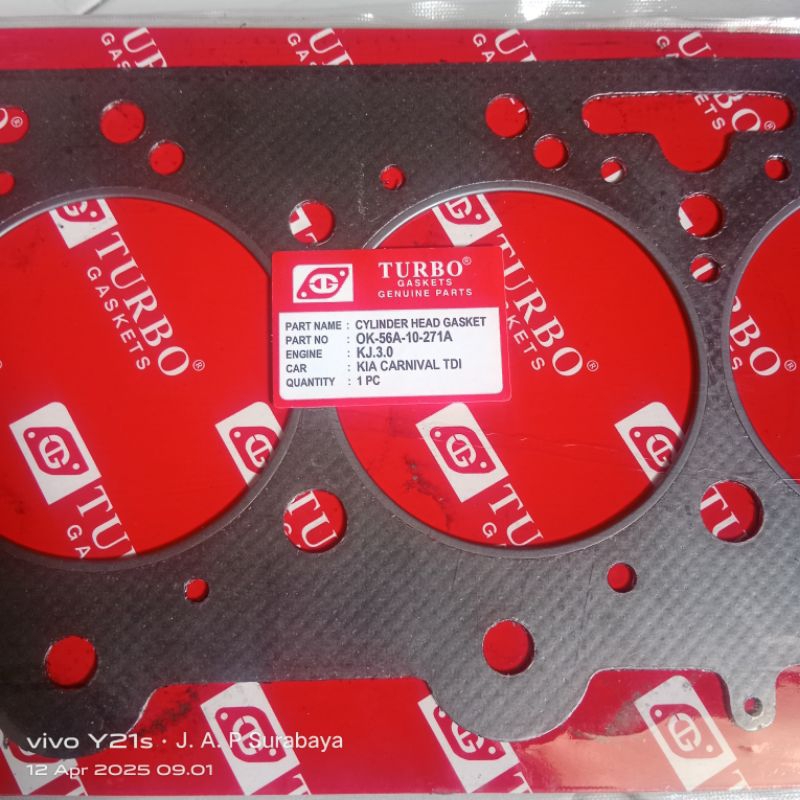 TURBO®
GASKETS
GENUINE PARTS
PART NAME : CYLINDER HEAD GASKET
PART NO : OK-56A-10-271A
ENGINE : KJ.3.0
CAR : KIA CARNIVAL TDI
QUANTITY : 1 PC
TURBO®
GASKETS
TURBO®
GASKETS
TURBO
GASKETS
vivo Y21s · J. A. P Surabaya
12 Apr 2025 09.01